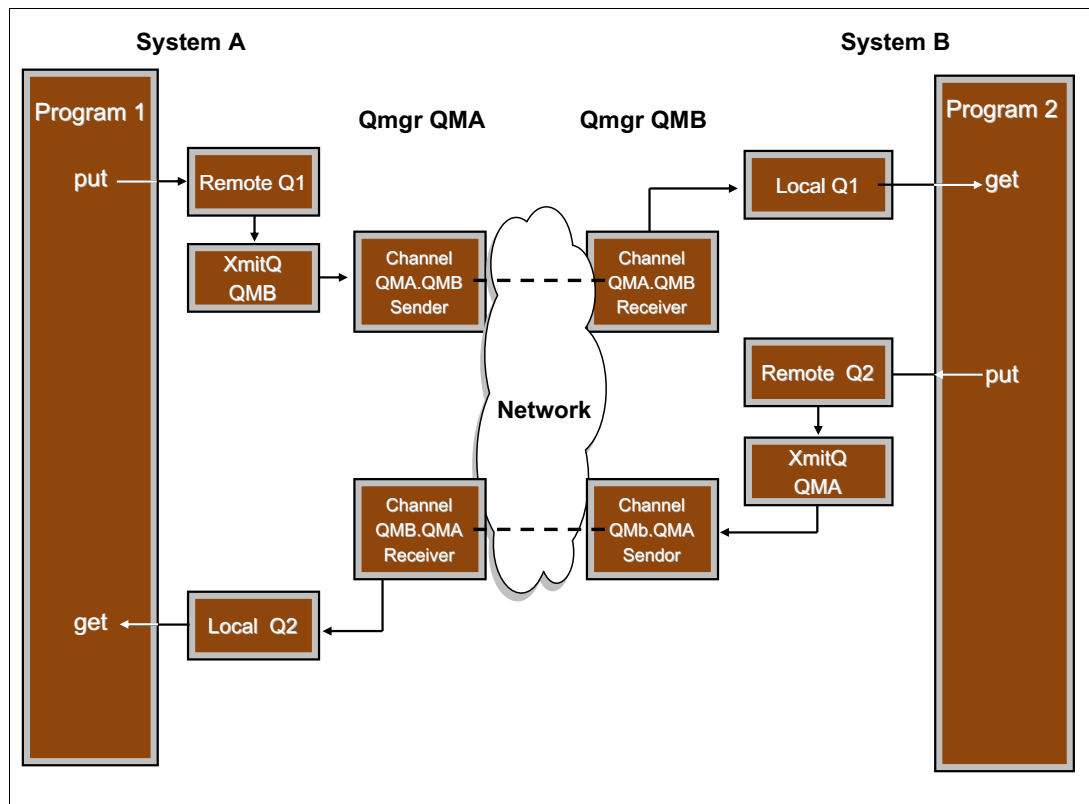 System A
System B
Program 1
Program 2
Qmgr QMA
Qmgr QMB
put
Remote Q1
Local Q1
get
XmitQ
QMB
Channel
QMA.QMB
Sender
Channel
QMA.QMB
Receiver
Remote Q2
put
Network
XmitQ
QMA
Channel
QMB.QMA
Receiver
Channel
QMb.QMA
Sendor
get
Local Q2